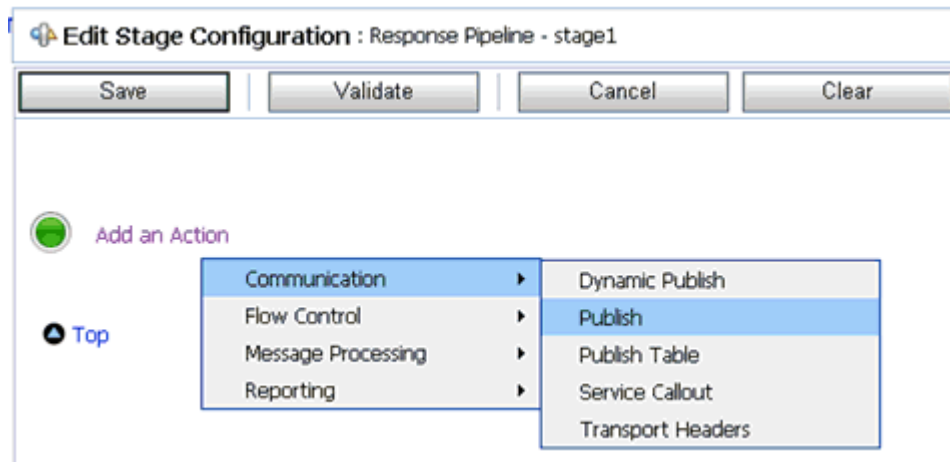 Edit Stage Configuration : Response Pipeline - stage1
Save Validate Cancel Clear
Add an Action
Communication Dynamic Publish
Flow Control Publish
Top
Message Processing Publish Table
Reporting Service Callout
Transport Headers